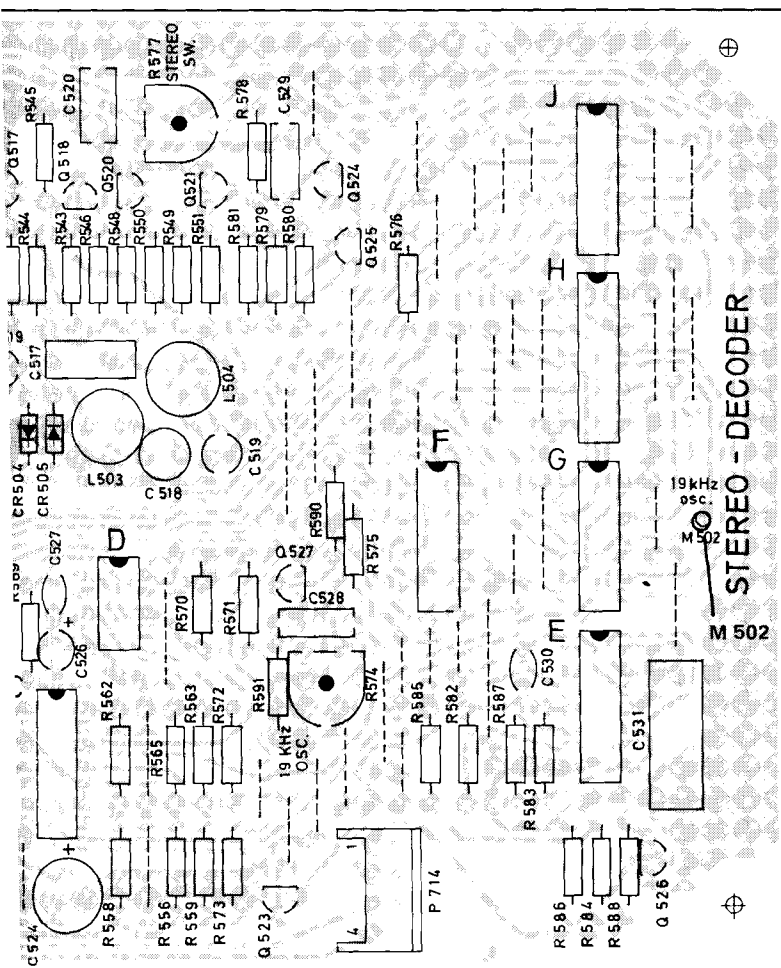 Q517
R545
Q518
C520
R577
STEREO
SW.
R578
C529
Q520
Q521
Q524
R544
R543
R546
R548
R550
R549
R551
R581
R579
R580
Q525
R576
J
H
C517
L504
L503
C518
C519
CR504
CR505
F
G
19kHz
osc.
M502
STEREO-DECODER
M 502
R590
R575
C527
D
R570
R571
Q527
C528
+
C526
R562
R565
R563
R572
R591
19 KHz
OSC.
R574
R585
R582
R587
C530
E
C531
R583
+
C524
R558
R556
R559
R573
Q523
1
4
P714
R586
R584
R588
Q526